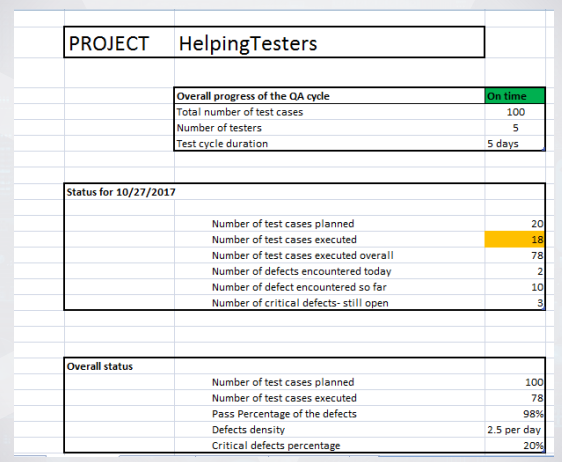 PROJECT HelpingTesters
Overall progress of the QA cycle On time
Total number of test cases 100
Number of testers 5
Test cycle duration 5 days
Status for 10/27/2017
Number of test cases planned 20
Number of test cases executed 18
Number of test cases executed overall 78
Number of defects encountered today 2
Number of defect encountered so far 10
Number of critical defects- still open 3
Overall status
Number of test cases planned 100
Number of test cases executed 78
Pass Percentage of the defects 98%
Defects density 2.5 per day
Critical defects percentage 20%